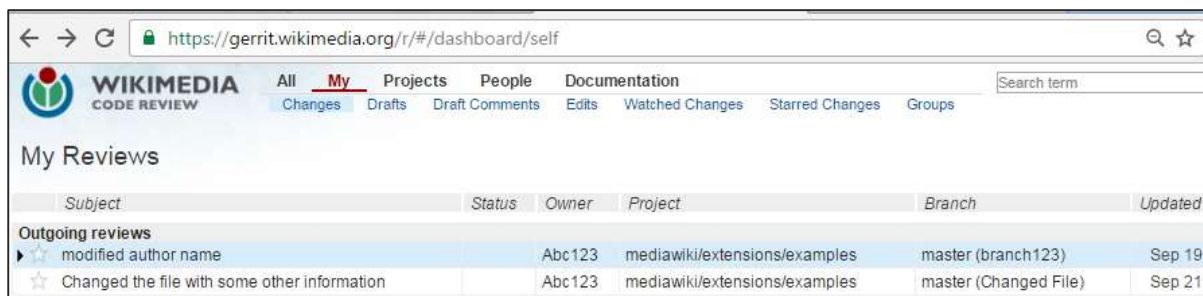 https://gerrit.wikimedia.org/r/#/dashboard/self
WIKIMEDIA
CODE REVIEW
All My Projects People Documentation
Search term
Changes Drafts Draft Comments Edits Watched Changes Starred Changes Groups
My Reviews
Subject Status Owner Project Branch Updated
Outgoing reviews
modified author name Abc123 mediawiki/extensions/examples master (branch123) Sep 19
Changed the file with some other information Abc123 mediawiki/extensions/examples master (Changed File) Sep 21